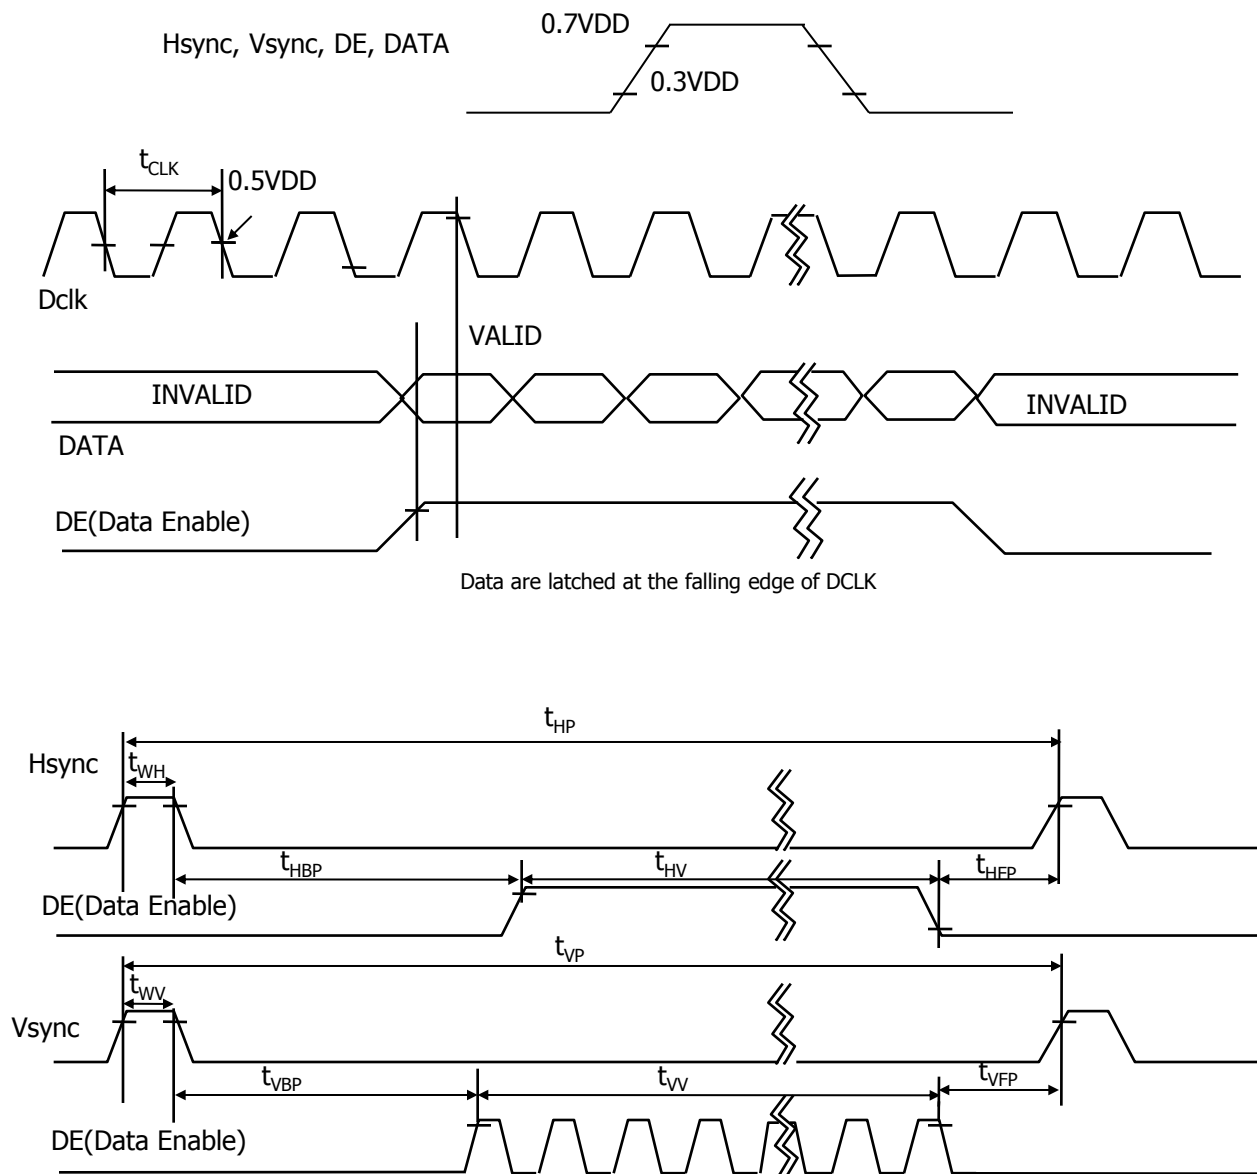 0.7VDD
Hsync, Vsync, DE, DATA
0.3VDD
tCLK
0.5VDD
Dclk
VALID
INVALID
INVALID
DATA
DE(Data Enable)
Data are latched at the falling edge of DCLK
tHP
Hsync
tWH
tHBP
tHV
tHFP
DE(Data Enable)
tVP
tWV
Vsync
tVBP
tVV
tVFP
DE(Data Enable)